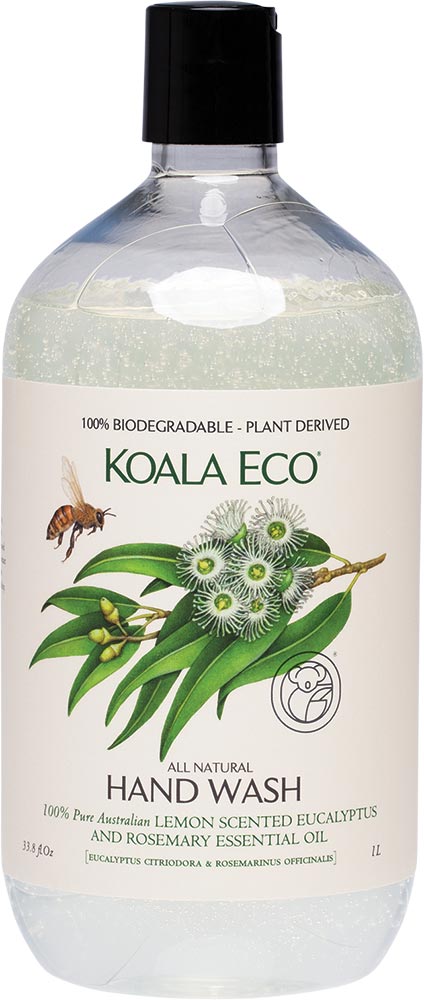 100% BIODEGRADABLE - PLANT DERIVED
KOALA ECO®
®
ALL NATURAL
HAND WASH
100% Pure Australian LEMON SCENTED EUCALYPTUS
AND ROSEMARY ESSENTIAL OIL
33.8 fl.Oz
[EUCALYPTUS CITRIODORA & ROSMARINUS OFFICINALIS]
1L